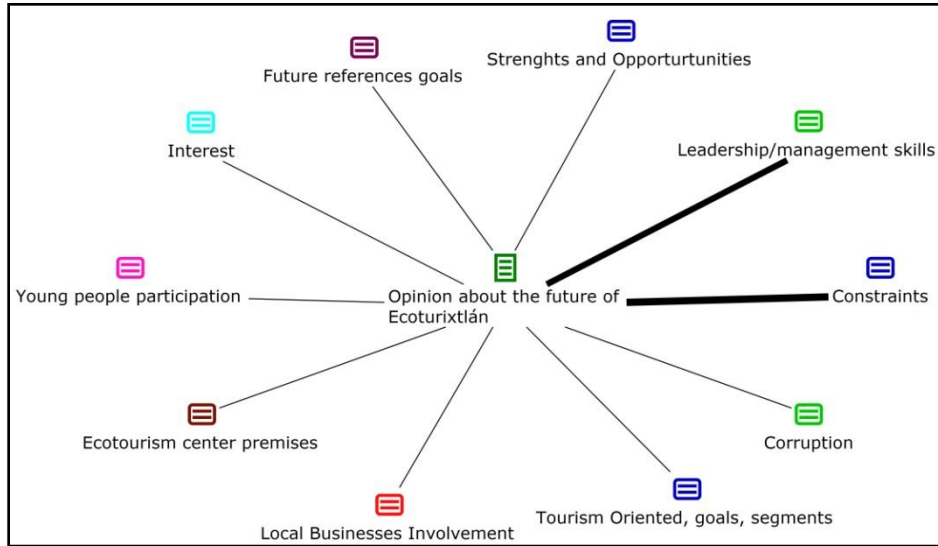 Strenghts and Opporturtunities
Future references goals
Leadership/management skills
Interest
Young people participation
Opinion about the future of
Ecoturixtlán
Constraints
Ecotourism center premises
Corruption
Local Businesses Involvement
Tourism Oriented, goals, segments